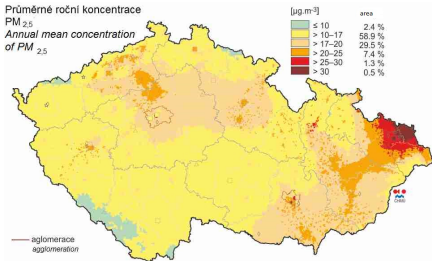 Průměrné roční koncentrace
PM 2,5
Annual mean concentration
of PM 2,5
[µg.m-3] area
≤ 10 2.4 %
> 10–17 58.9 %
> 17–20 29.5 %
> 20–25 7.4 %
> 25–30 1.3 %
> 30 0.5 %
ČHMÚ
aglomerace
agglomeration